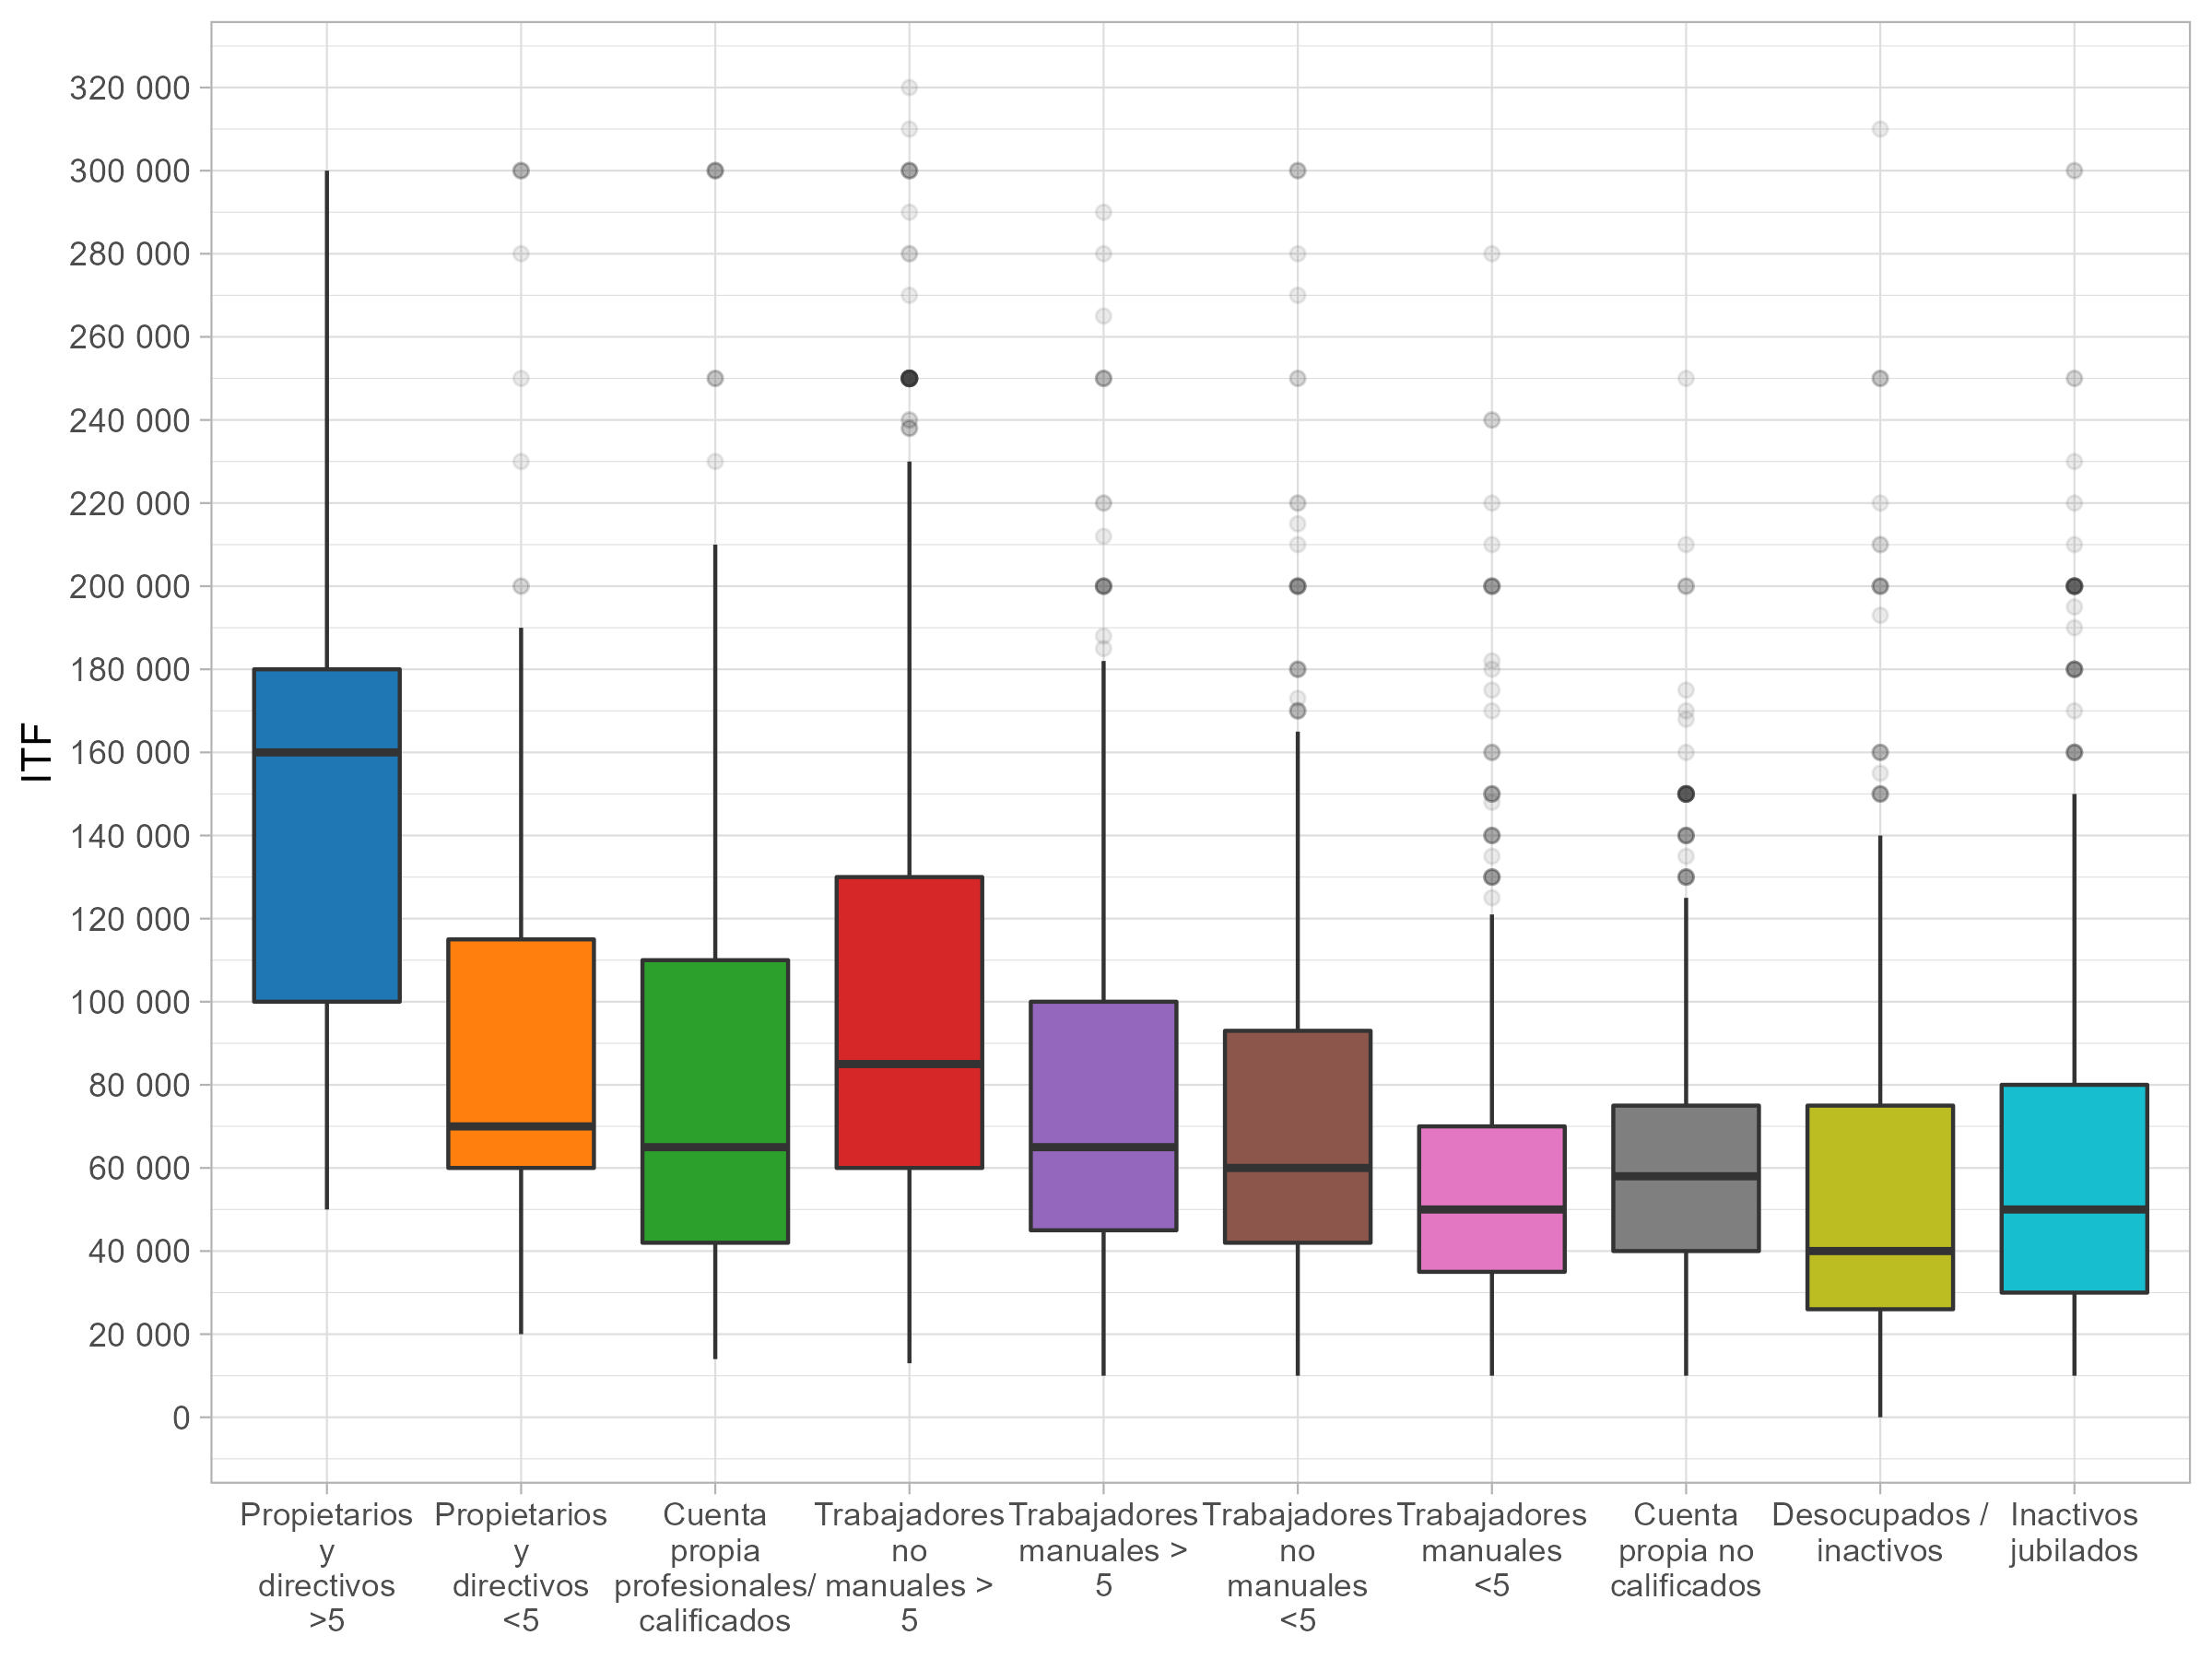 320 000
300 000
280 000
260 000
240 000
220 000
200 000
180 000
160 000
140 000
120 000
100 000
80 000
60 000
40 000
20 000
0
ITF
Propietarios
y
directivos
>5
Propietarios
y
directivos
<5
Cuenta
propia
profesionales/
calificados
Trabajadores
no
manuales >
5
Trabajadores
manuales >
5
Trabajadores
no
manuales
<5
Trabajadores
manuales
<5
Cuenta
propia no
calificados
Desocupados /
inactivos
Inactivos
jubilados